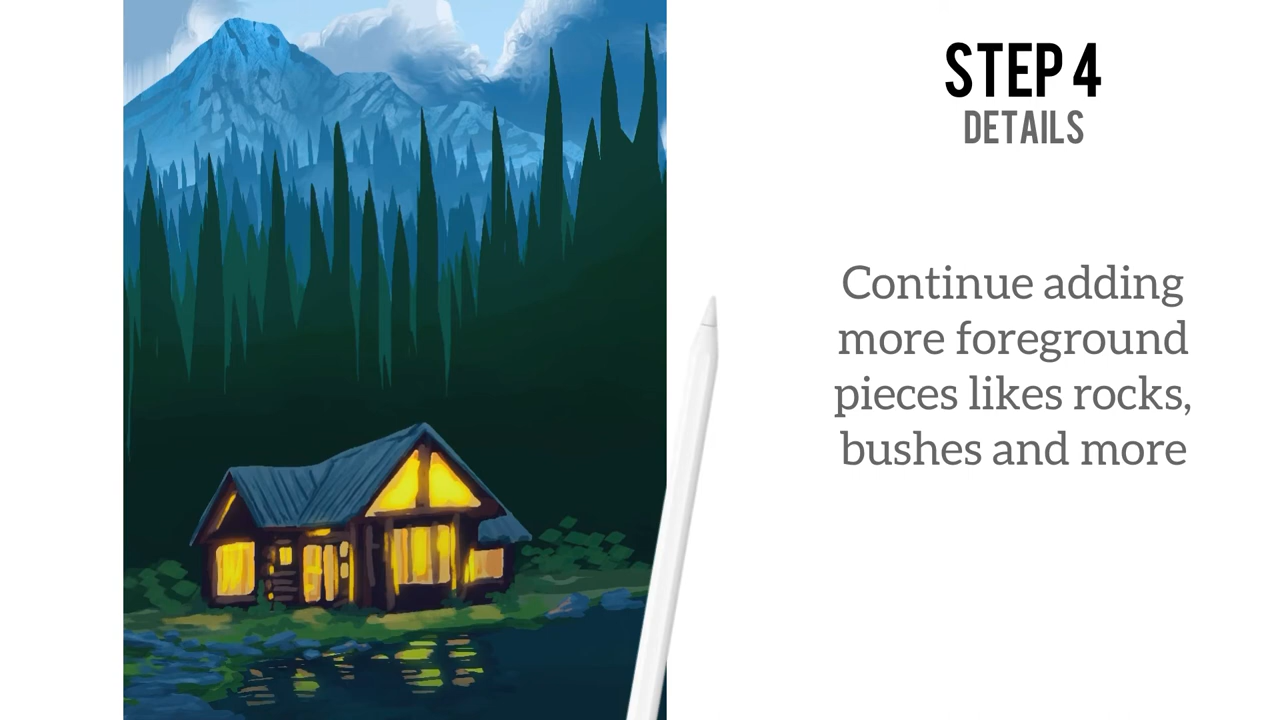 STEP 4
DETAILS
Continue adding
more foreground
pieces likes rocks,
bushes and more